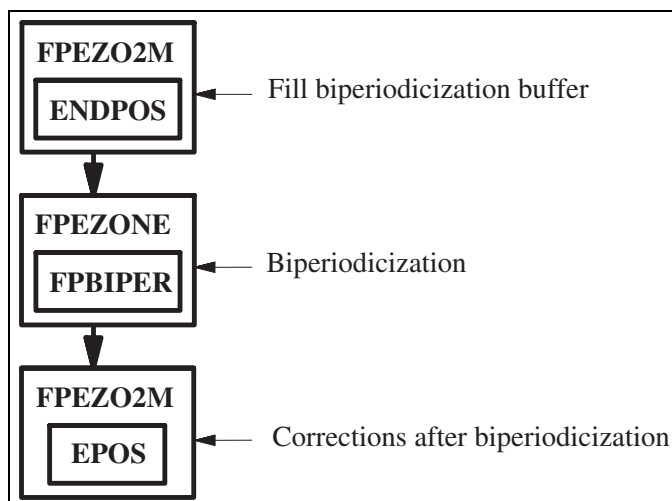 FPEZO2M
ENDPOS
Fill biperiodicization buffer
FPEZONE
FPBIPER
Biperiodicization
FPEZO2M
EPOS
Corrections after biperiodicization